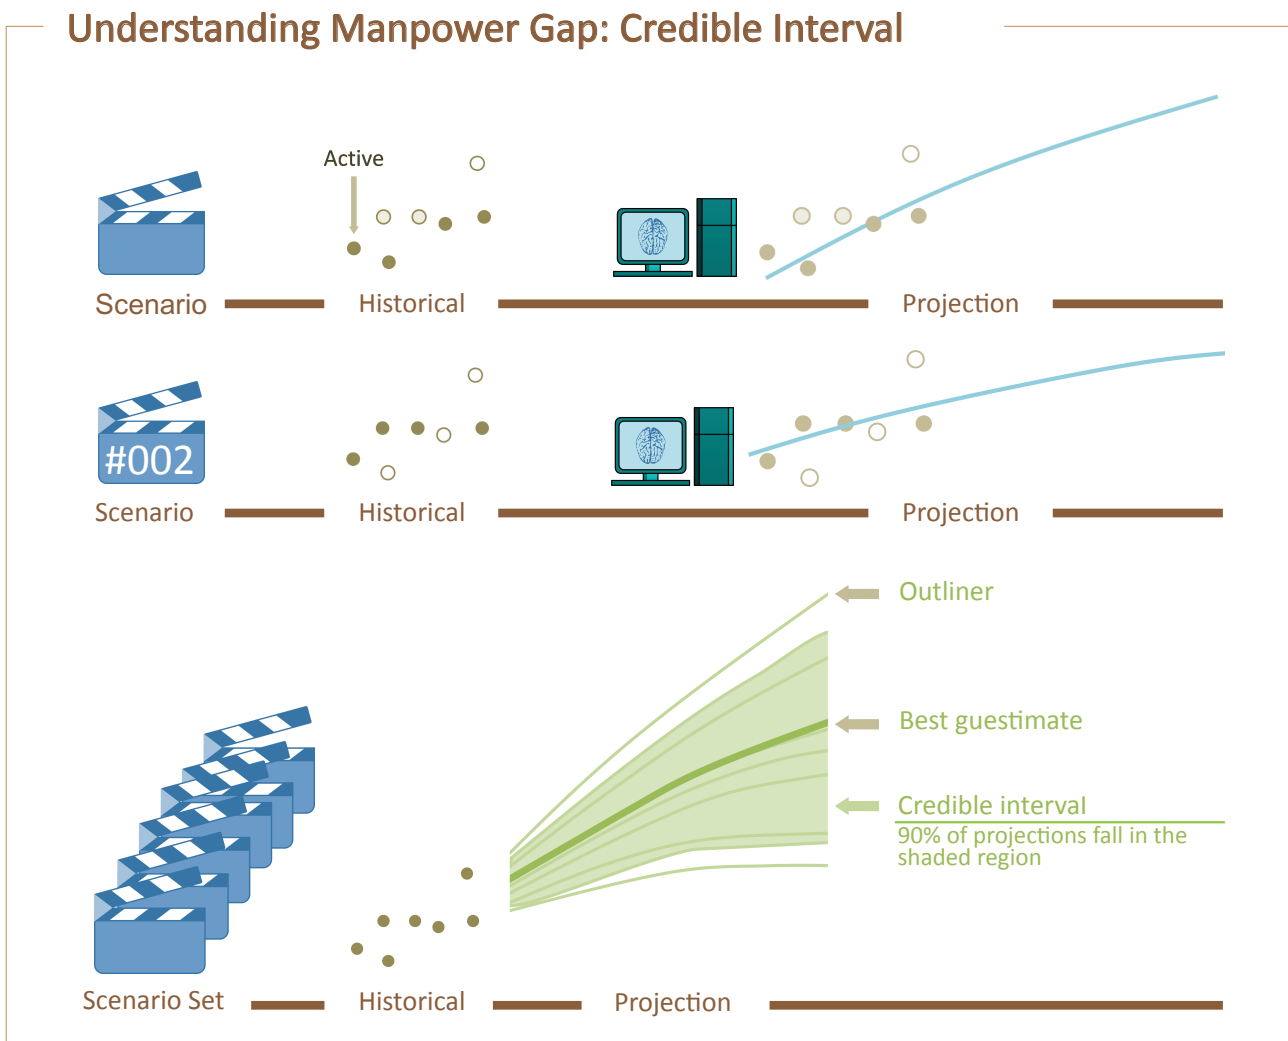 Understanding Manpower Gap: Credible Interval
Active
Scenario
Historical
Projection
#002
Scenario
Historical
Projection
Outliner
Best guestimate
Credible interval
90% of projections fall in the
shaded region
Scenario Set
Historical
Projection